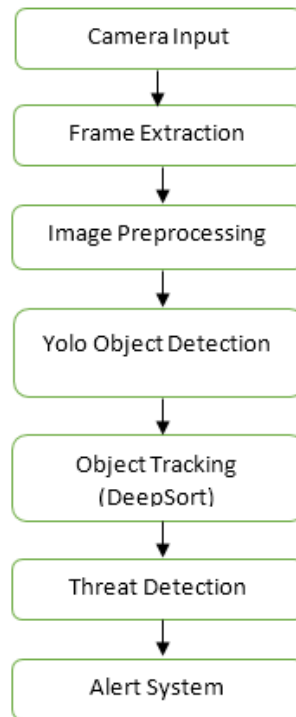 Camera Input
Frame Extraction
Image Preprocessing
Yolo Object Detection
Object Tracking
(DeepSort)
Threat Detection
Alert System